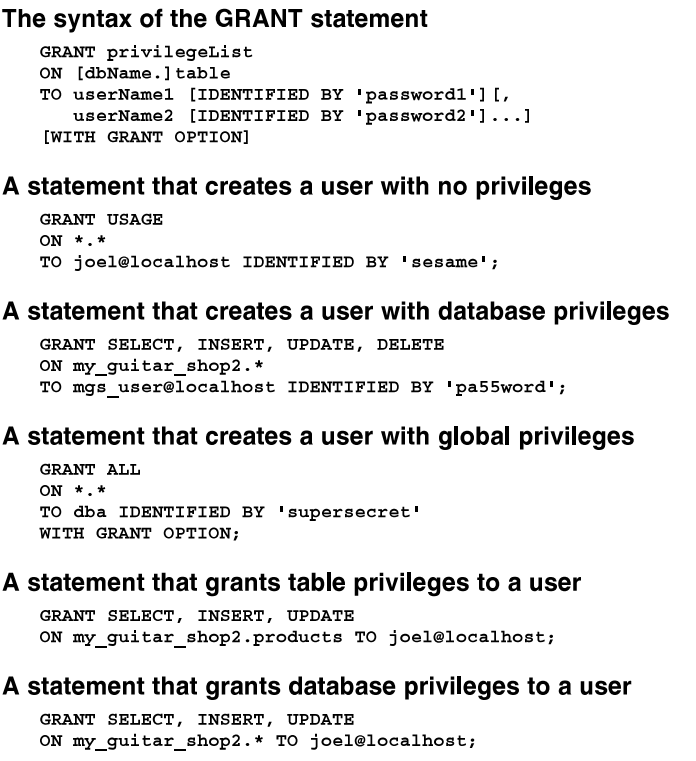 The syntax of the GRANT statement
GRANT privilegeList
ON [dbName.]table
TO userName1 [IDENTIFIED BY 'password1'][,
userName2 [IDENTIFIED BY 'password2']...]
[WITH GRANT OPTION]
A statement that creates a user with no privileges
GRANT USAGE
ON *.*
TO joel@localhost IDENTIFIED BY 'sesame';
A statement that creates a user with database privileges
GRANT SELECT, INSERT, UPDATE, DELETE
ON my_guitar_shop2.*
TO mgs_user@localhost IDENTIFIED BY 'pa55word';
A statement that creates a user with global privileges
GRANT ALL
ON *.*
TO dba IDENTIFIED BY 'supersecret'
WITH GRANT OPTION;
A statement that grants table privileges to a user
GRANT SELECT, INSERT, UPDATE
ON my_guitar_shop2.products TO joel@localhost;
A statement that grants database privileges to a user
GRANT SELECT, INSERT, UPDATE
ON my_guitar_shop2.* TO joel@localhost;